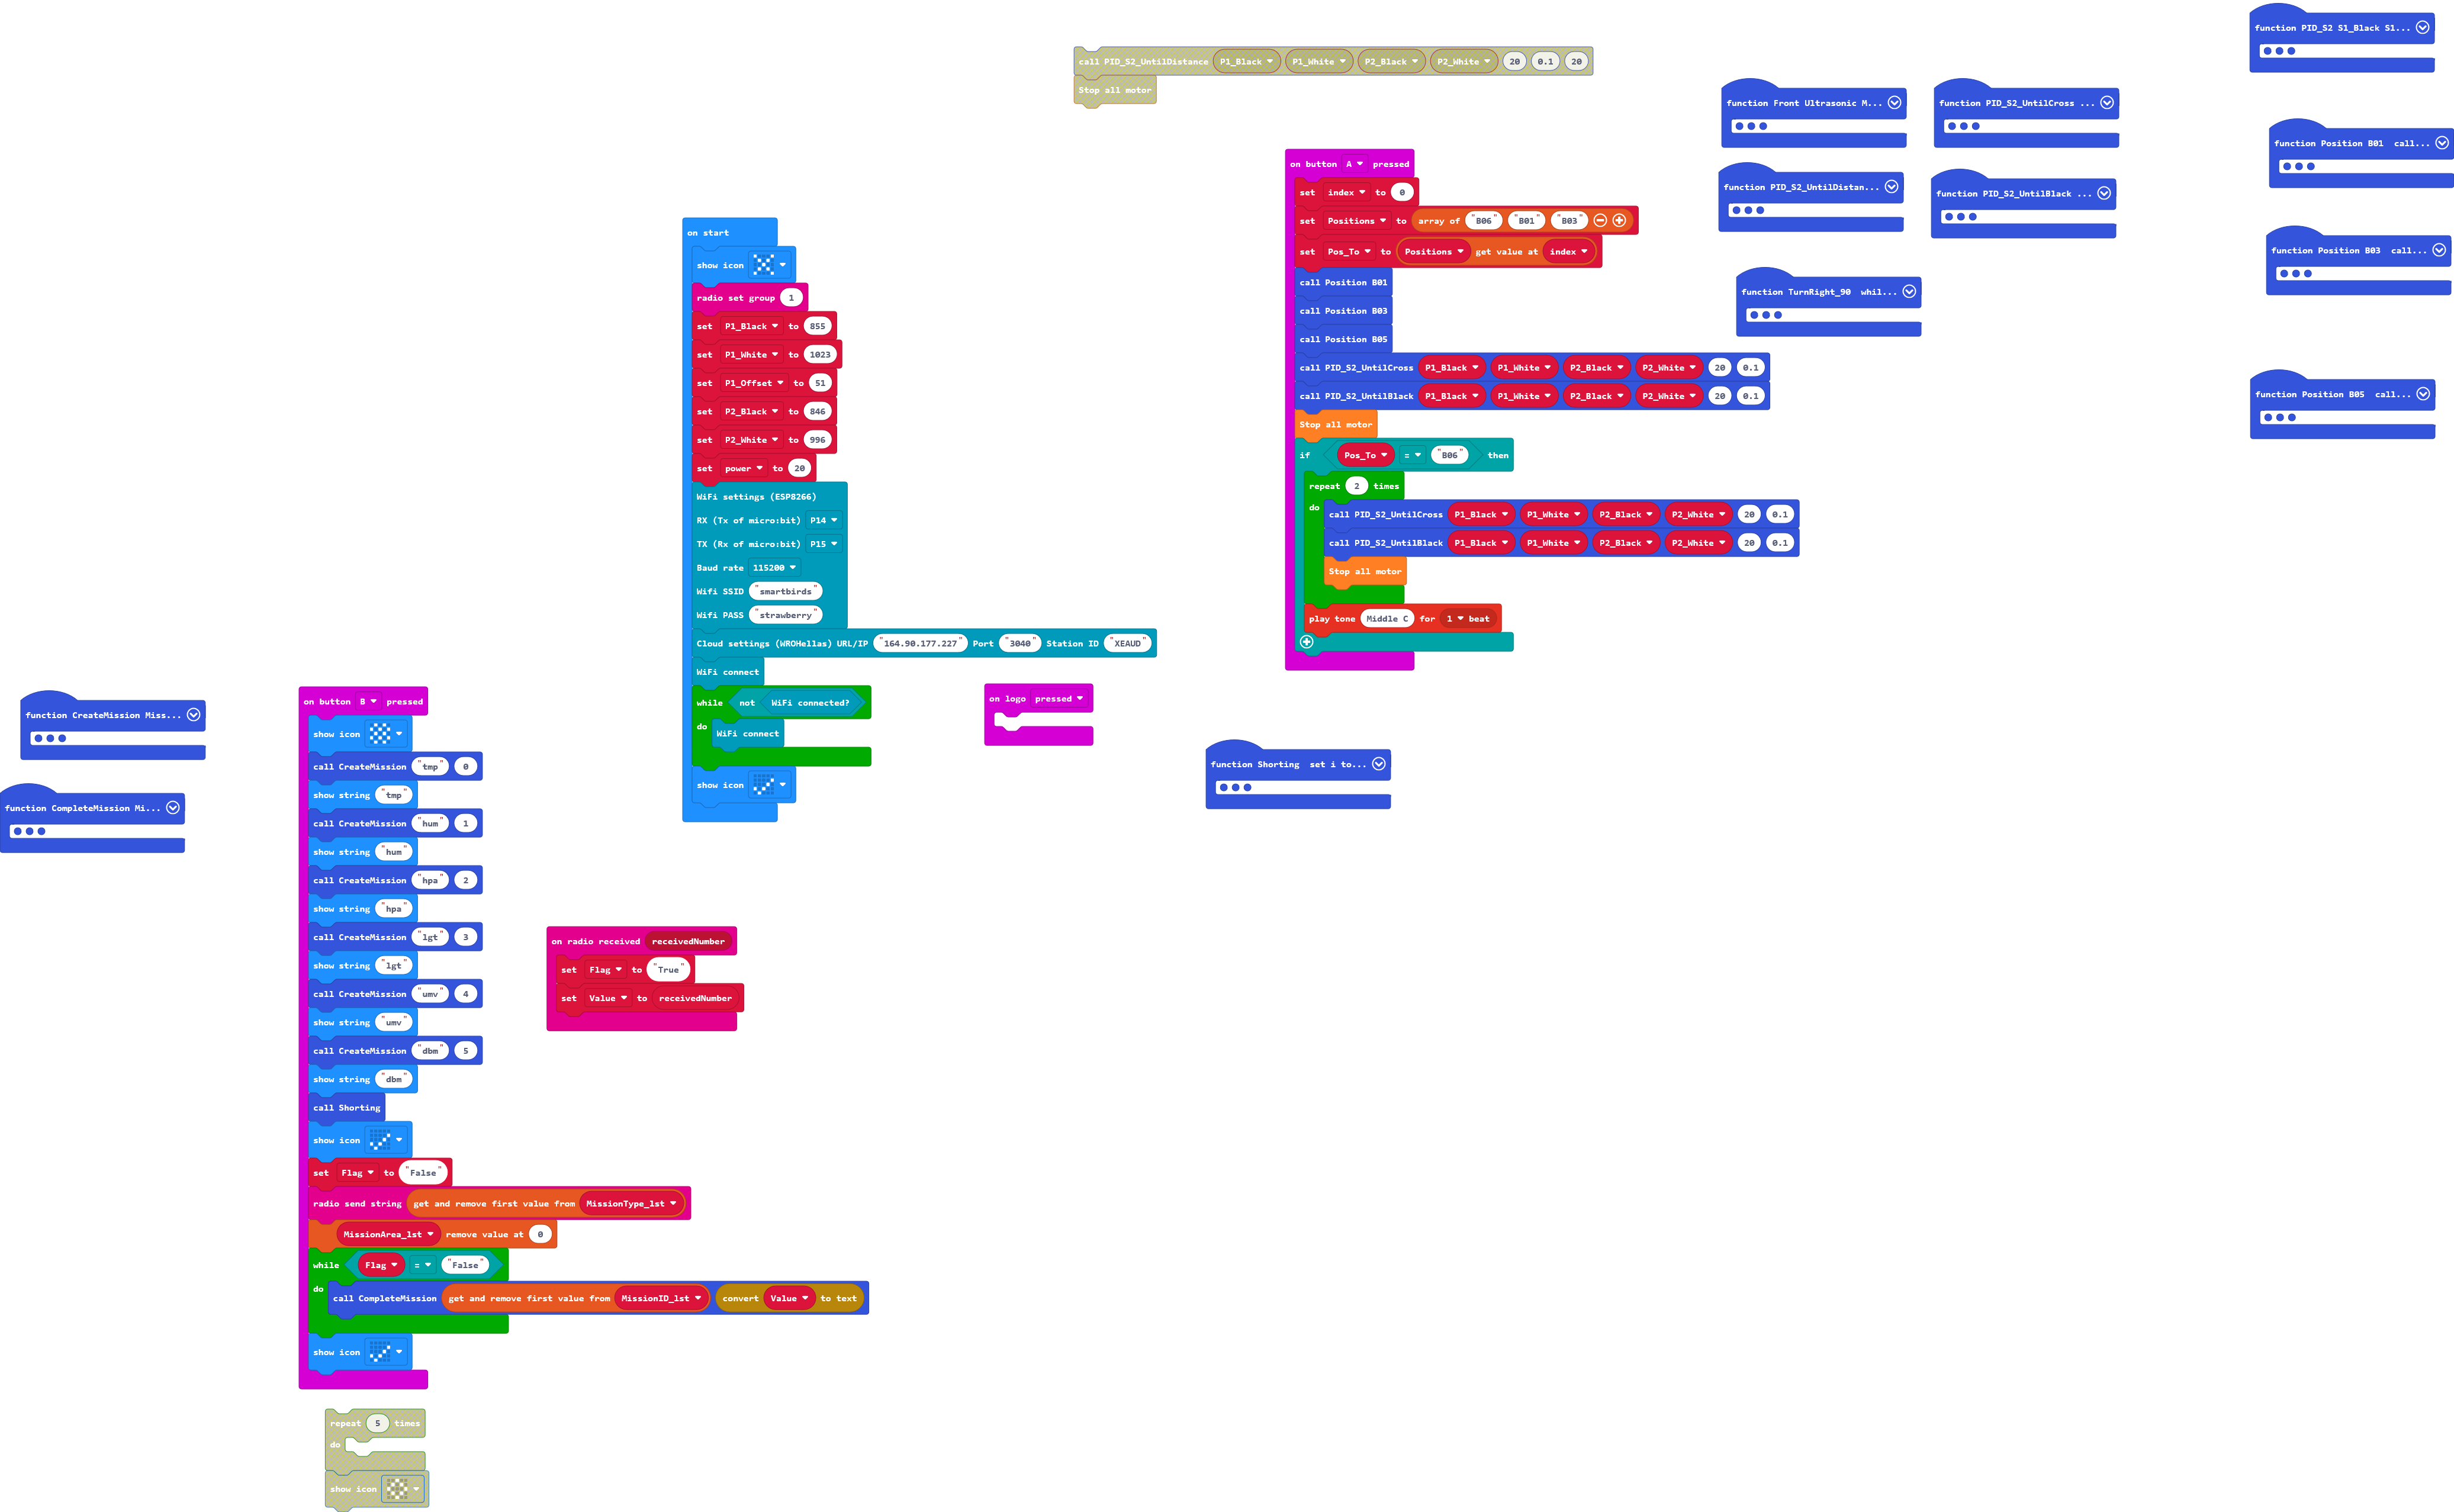 call PID_S2_UntilDistance P1_Black P1_White P2_Black P2_White 20 0.1 20
Stop all motor
function PID_S2 S1_Black S1...
function Front Ultrasonic M...
function PID_S2_UntilCross ...
function Position B01 call...
function PID_S2_UntilDistan...
function PID_S2_UntilBlack ...
function Position B03 call...
function TurnRight_90 whil...
function Position B05 call...
on button A pressed
set index to 0
set Positions to array of "B06" "B01" "B03"
set Pos_To to Positions get value at index
call Position B01
call Position B03
call Position B05
call PID_S2_UntilCross P1_Black P1_White P2_Black P2_White 20 0.1
call PID_S2_UntilBlack P1_Black P1_White P2_Black P2_White 20 0.1
Stop all motor
if Pos_To = "B06" then
repeat 2 times
do
call PID_S2_UntilCross P1_Black P1_White P2_Black P2_White 20 0.1
call PID_S2_UntilBlack P1_Black P1_White P2_Black P2_White 20 0.1
Stop all motor
play tone Middle C for 1 beat
on start
show icon
radio set group 1
set P1_Black to 855
set P1_White to 1023
set P1_Offset to 51
set P2_Black to 846
set P2_White to 996
set power to 20
WiFi settings (ESP8266)
RX (Tx of micro:bit) P14
TX (Rx of micro:bit) P15
Baud rate 115200
Wifi SSID "smartbirds"
Wifi PASS "strawberry"
Cloud settings (WROHellas) URL/IP "164.90.177.227" Port "3040" Station ID "XEAUD"
WiFi connect
while not WiFi connected?
do WiFi connect
show icon
on logo pressed
function Shorting set i to...
function CreateMission Miss...
function CompleteMission Mi...
on button B pressed
show icon
call CreateMission "tmp" 0
show string "tmp"
call CreateMission "hum" 1
show string "hum"
call CreateMission "hpa" 2
show string "hpa"
call CreateMission "lgt" 3
show string "lgt"
call CreateMission "umv" 4
show string "umv"
call CreateMission "dbm" 5
show string "dbm"
call Shorting
show icon
set Flag to "False"
radio send string get and remove first value from MissionType_lst
MissionArea_lst remove value at 0
while Flag = "False"
do call CompleteMission get and remove first value from MissionID_lst convert Value to text
show icon
on radio received receivedNumber
set Flag to "True"
set Value to receivedNumber
repeat 5 times
do
show icon